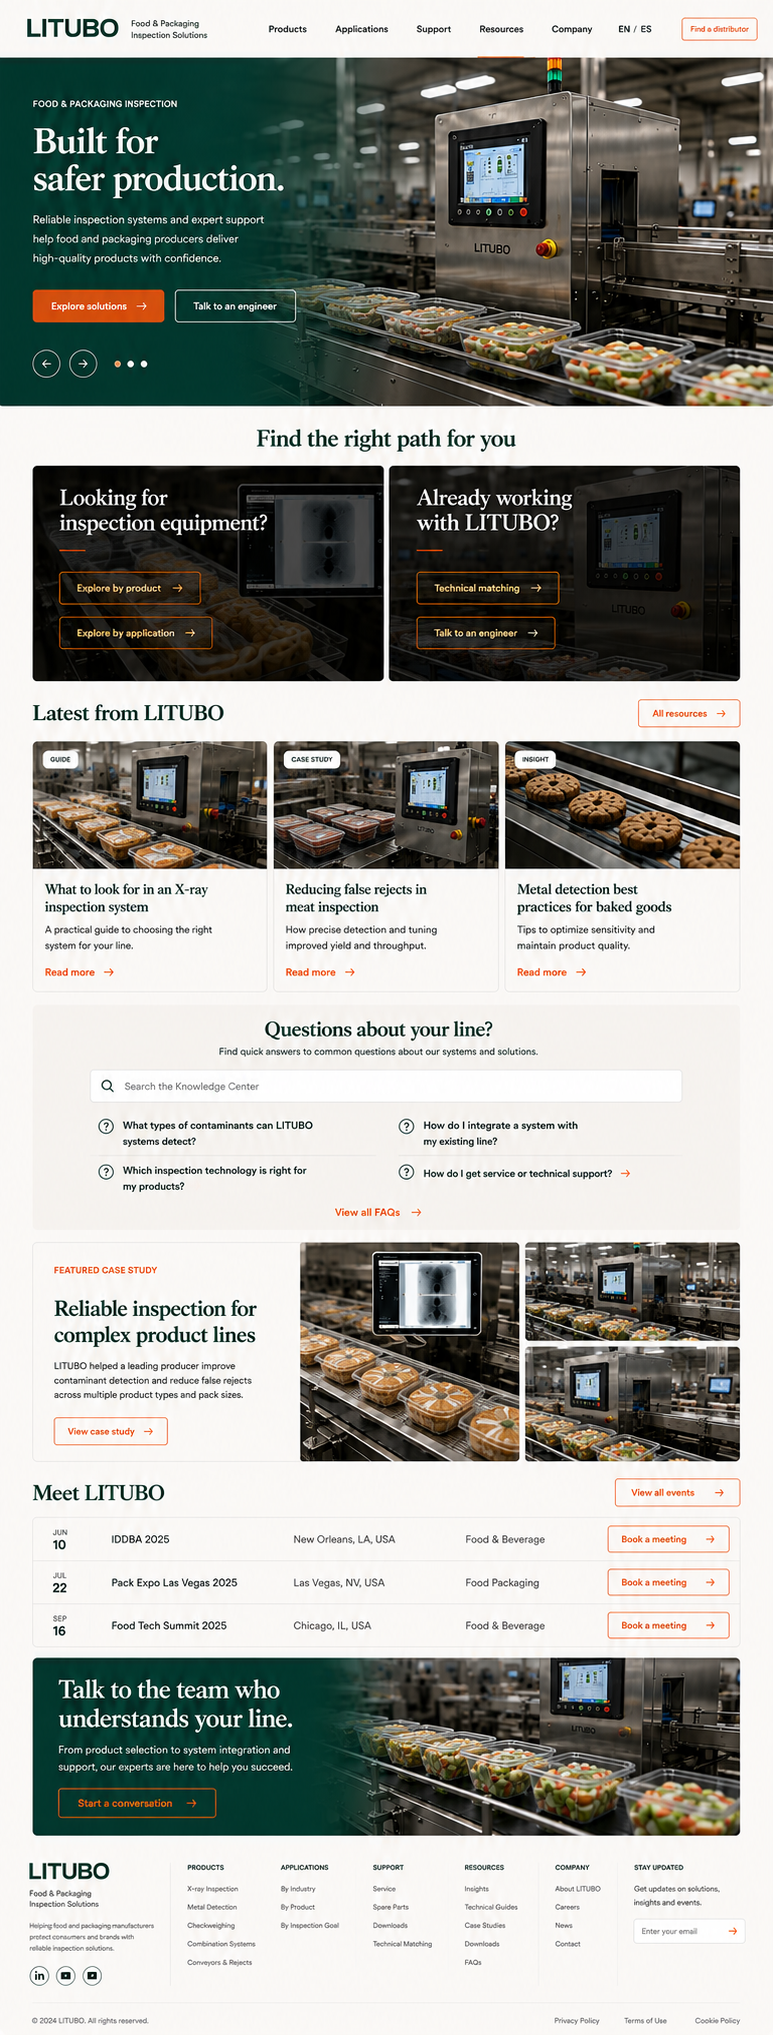 LITUBO
Food & Packaging
Inspection Solutions
Products
Applications
Support
Resources
Company
EN / ES
Find a distributor
FOOD & PACKAGING INSPECTION
Built for
safer production.
Reliable inspection systems and expert support
help food and packaging producers deliver
high-quality products with confidence.
Explore solutions →
Talk to an engineer
LITUBO
Find the right path for you
Looking for
inspection equipment?
Explore by product →
Explore by application →
Already working
with LITUBO?
Technical matching →
Talk to an engineer →
LITUBO
Latest from LITUBO
All resources →
GUIDE
What to look for in an X-ray
inspection system
A practical guide to choosing the right
system for your line.
Read more →
CASE STUDY
LITUBO
Reducing false rejects in
meat inspection
How precise detection and tuning
improved yield and throughput.
Read more →
INSIGHT
Metal detection best
practices for baked goods
Tips to optimize sensitivity and
maintain product quality.
Read more →
Questions about your line?
Find quick answers to common questions about our systems and solutions.
Search the Knowledge Center
What types of contaminants can LITUBO
systems detect?
How do I integrate a system with
my existing line?
Which inspection technology is right for
my products?
How do I get service or technical support? →
View all FAQs →
FEATURED CASE STUDY
Reliable inspection for
complex product lines
LITUBO helped a leading producer improve
contaminant detection and reduce false rejects
across multiple product types and pack sizes.
View case study →
Meet LITUBO
View all events →
JUN
10
IDDBA 2025
New Orleans, LA, USA
Food & Beverage
Book a meeting →
JUL
22
Pack Expo Las Vegas 2025
Las Vegas, NV, USA
Food Packaging
Book a meeting →
SEP
16
Food Tech Summit 2025
Chicago, IL, USA
Food & Beverage
Book a meeting →
Talk to the team who
understands your line.
From product selection to system integration and
support, our experts are here to help you succeed.
Start a conversation →
LITUBO
LITUBO
Food & Packaging
Inspection Solutions
Helping food and packaging manufacturers
protect consumers and brands with
reliable inspection solutions.
in
PRODUCTS
X-ray Inspection
Metal Detection
Checkweighing
Combination Systems
Conveyors & Rejects
APPLICATIONS
By Industry
By Product
By Inspection Goal
SUPPORT
Service
Spare Parts
Downloads
Technical Matching
RESOURCES
Insights
Technical Guides
Case Studies
Downloads
FAQs
COMPANY
About LITUBO
Careers
News
Contact
STAY UPDATED
Get updates on solutions,
insights and events.
Enter your email →
© 2024 LITUBO. All rights reserved.
Privacy Policy
Terms of Use
Cookie Policy